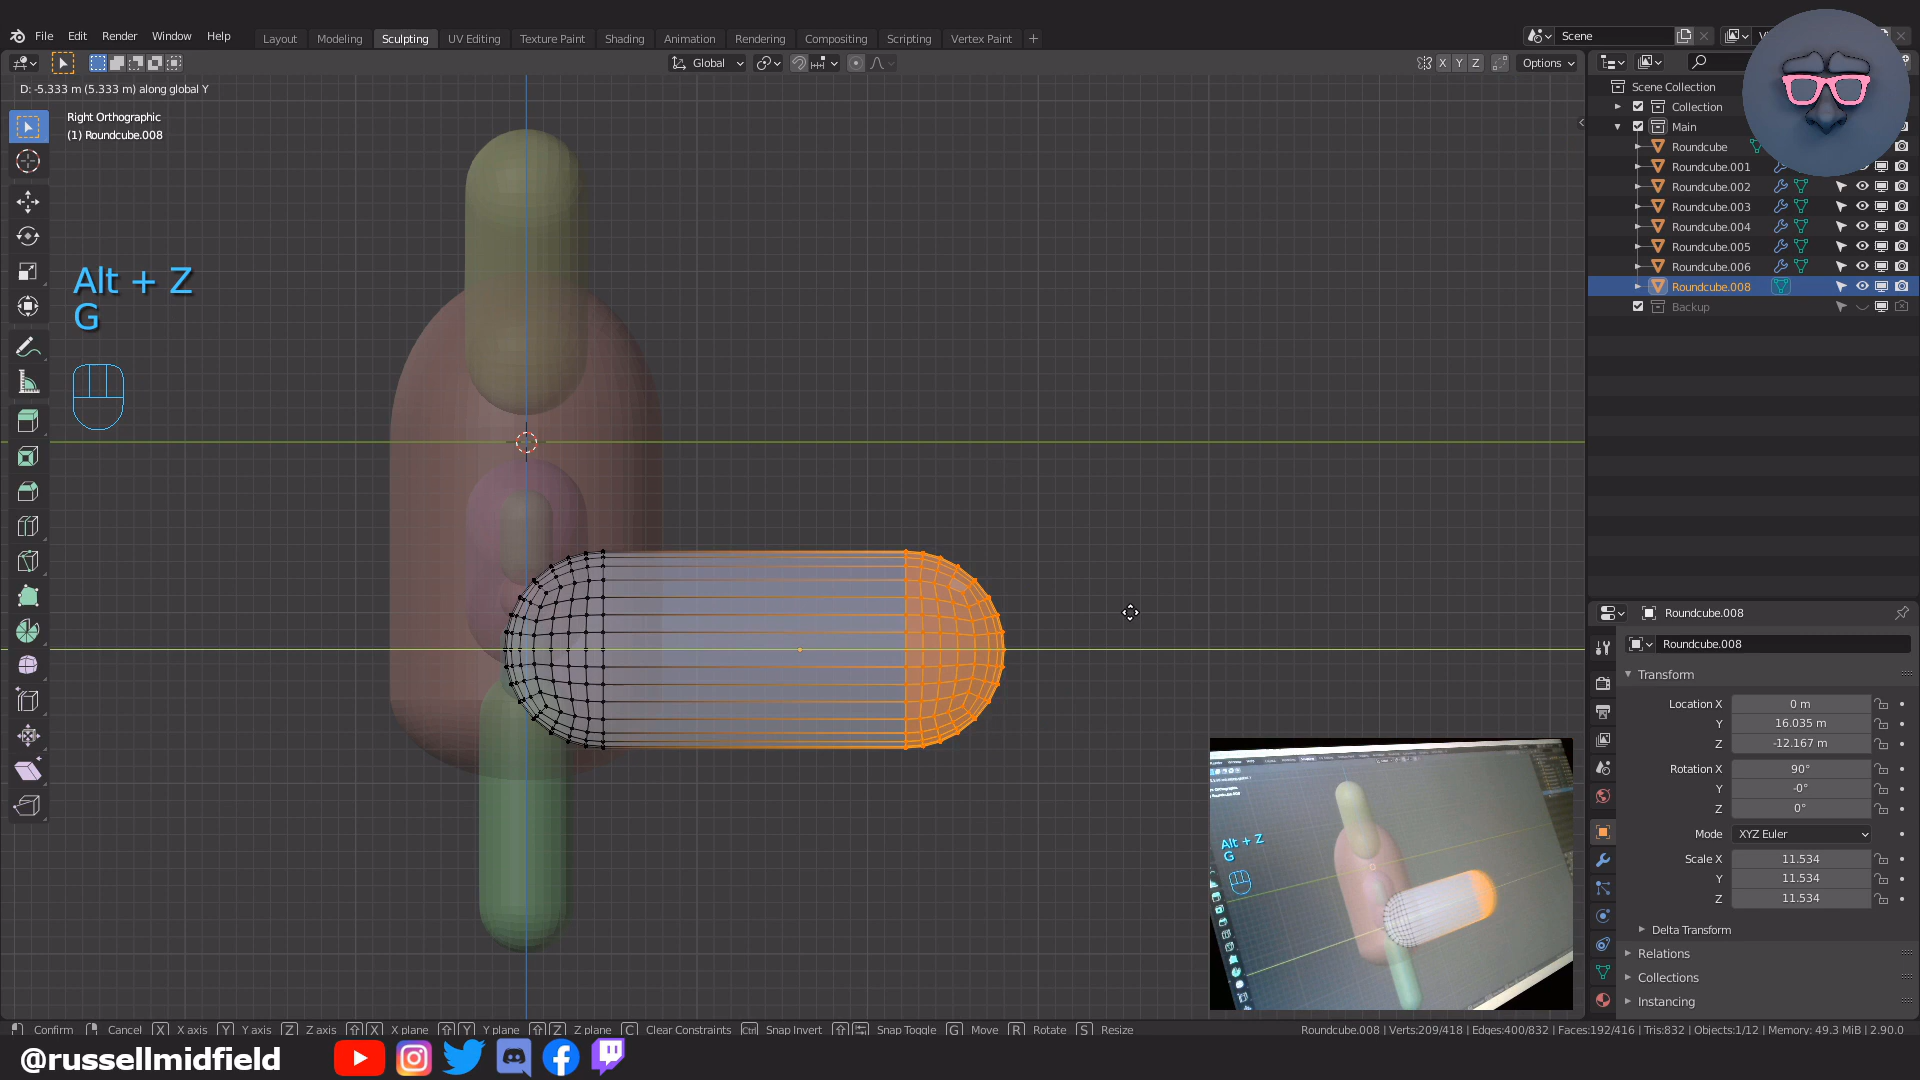 File Edit Render Window Help
Layout Modeling Sculpting UV Editing Texture Paint Shading Animation Rendering Compositing Scripting Vertex Paint
Scene
Global
X Y Z
Options
D: -5.333 m (5.333 m) along global Y
Right Orthographic
(1) Roundcube.008
Alt + Z
G
Scene Collection
Collection
Main
Roundcube
Roundcube.001
Roundcube.002
Roundcube.003
Roundcube.004
Roundcube.005
Roundcube.006
Roundcube.008
Backup
Roundcube.008
Roundcube.008
Transform
Location X 0 m
Y 16.035 m
Z -12.167 m
Rotation X 90°
Y -0°
Z 0°
Mode XYZ Euler
Scale X 11.534
Y 11.534
Z 11.534
Delta Transform
Relations
Collections
Instancing
Alt + Z
G
Confirm Cancel X X axis Y Y axis Z Z axis X X plane Y Y plane Z Z plane C Clear Constraints Ctrl Snap Invert Snap Toggle G Move R Rotate S Resize
Roundcube.008 | Verts:209/418 | Edges:400/832 | Faces:192/416 | Tris:832 | Objects:1/12 | Memory: 49.3 MiB | 2.90.0
@russellmidfield